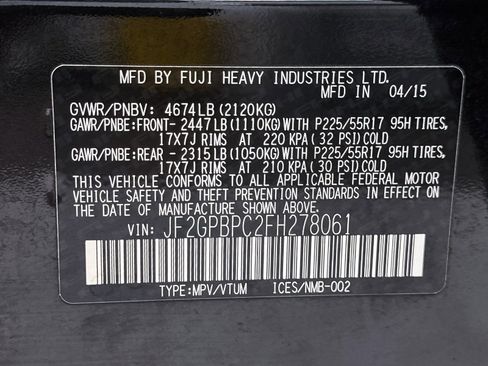 MFD BY FUJI HEAVY INDUSTRIES LTD.
MFD IN 04/15
GVWR/PNBV: 4674LB(2120KG)
GAWR/PNBE:FRONT-2447LB(1110KG)WITH P225/55R17 95H TIRES,
17X7J RIMS AT 220 KPA(32 PSI)COLD
GAWR/PNBE:REAR -2315LB(1050KG)WITH P225/55R17 95H TIRES,
17X7J RIMS AT 210 KPA(30 PSI)COLD
THIS VEHICLE CONFORMS TO ALL APPLICABLE FEDERAL MOTOR
VEHICLE SAFETY AND THEFT PREVENTION STANDARDS IN EFFECT
ON THE DATE OF MANUFACTURE SHOWN ABOVE.
VIN: JF2GPBPC2FH278061
TYPE:MPV/VTUM ICES/NMB-002